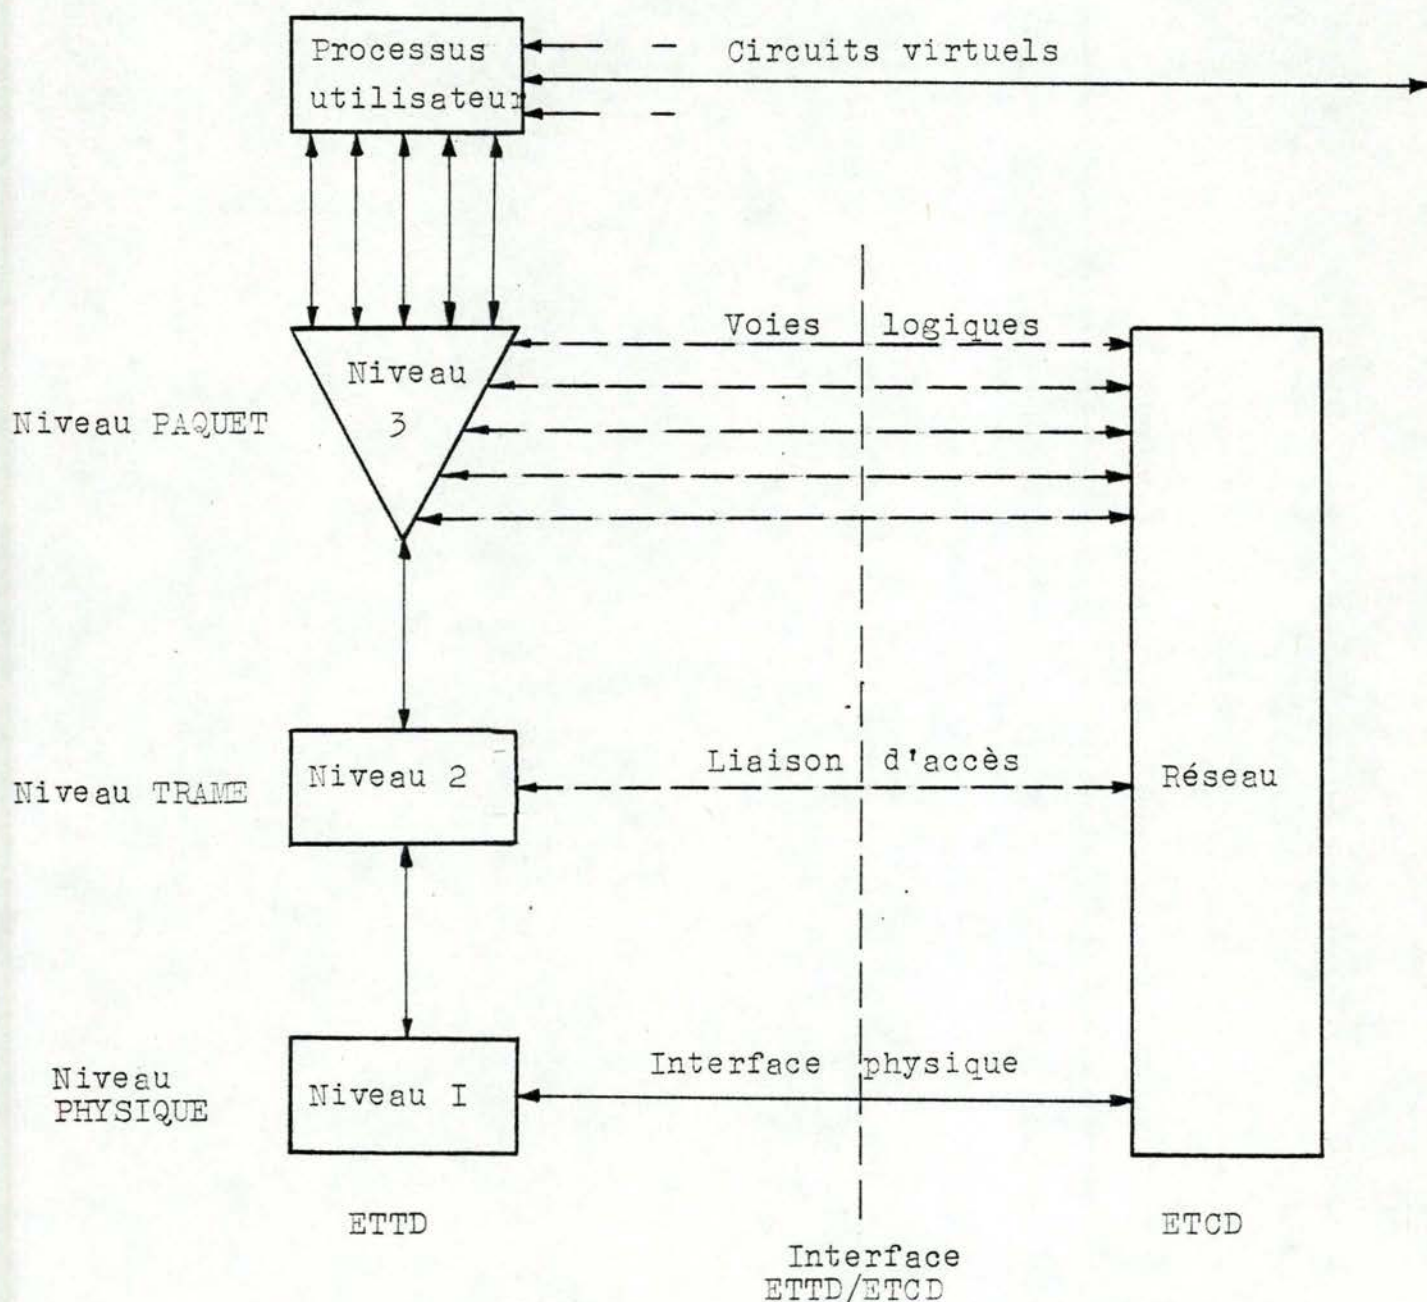 Processus
utilisateur
Circuits virtuels
Voies logiques
Niveau
3
Niveau PAQUET
Liaison d'accès
Niveau 2
Réseau
Niveau TRAME
Interface physique
Niveau
PHYSIQUE
Niveau I
ETTD
ETCD
Interface
ETTD/ETCD